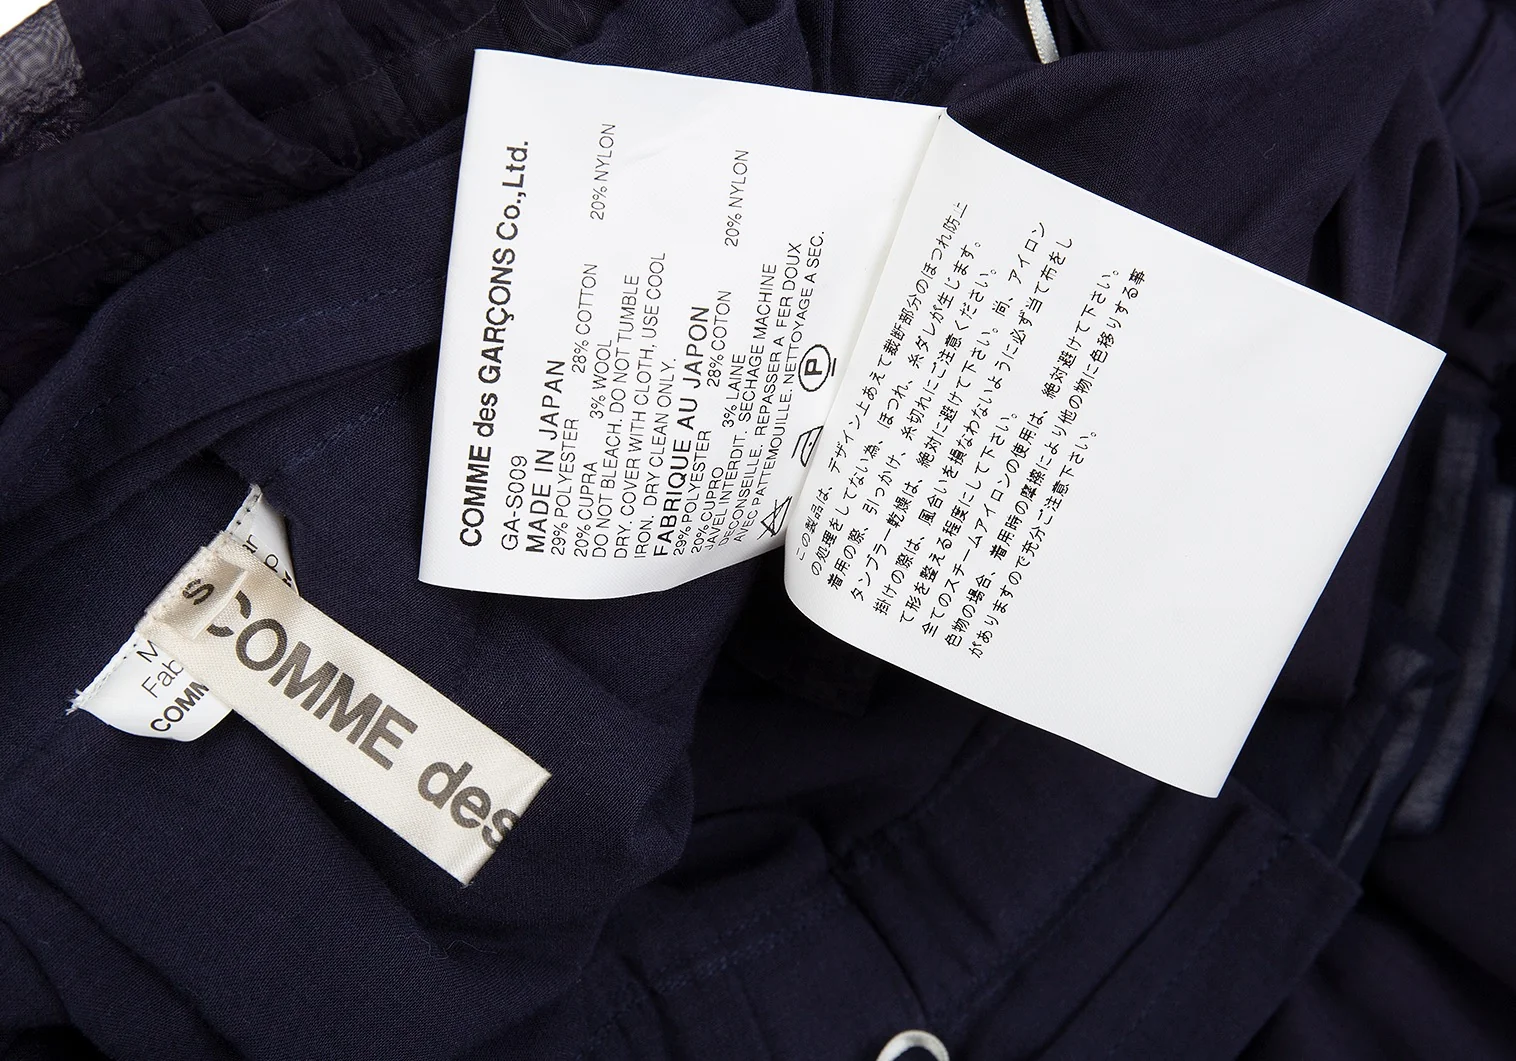 COMME des GARÇONS Co.,Ltd.
GA-S009
MADE IN JAPAN
29% POLYESTER 28% COTTON 20% NYLON
20% CUPRA 3% WOOL
DO NOT BLEACH. DO NOT TUMBLE
DRY. COVER WITH CLOTH, USE COOL
IRON. DRY CLEAN ONLY.
FABRIQUE AU JAPON
29% POLYESTER 28% COTON 20% NYLON
20% CUPRO 3% LAINE
JAVEL INTERDIT. SECHAGE MACHINE
DECONSEILLE. REPASSER A FER DOUX
AVEC PATTEMOUILLE. NETTOYAGE A SEC.
P
この製品は、デザイン上あえて裁断部分のほつれ防止
の処理をしてない為、ほつれ、糸ダレが生じます。
着用の際、引っかけ、糸切れにご注意ください。
タンブラー乾燥は、絶対に避けて下さい。尚、アイロン
掛けの際は、風合いを損なわないように必ず当て布をし
て形を整える程度にして下さい。
全てのスチームアイロンの使用は、絶対避けて下さい。
色物の場合、着用時の摩擦により他の物に色移りする事
がありますので充分ご注意下さい。
S
COMME des
M
Fab
COMM